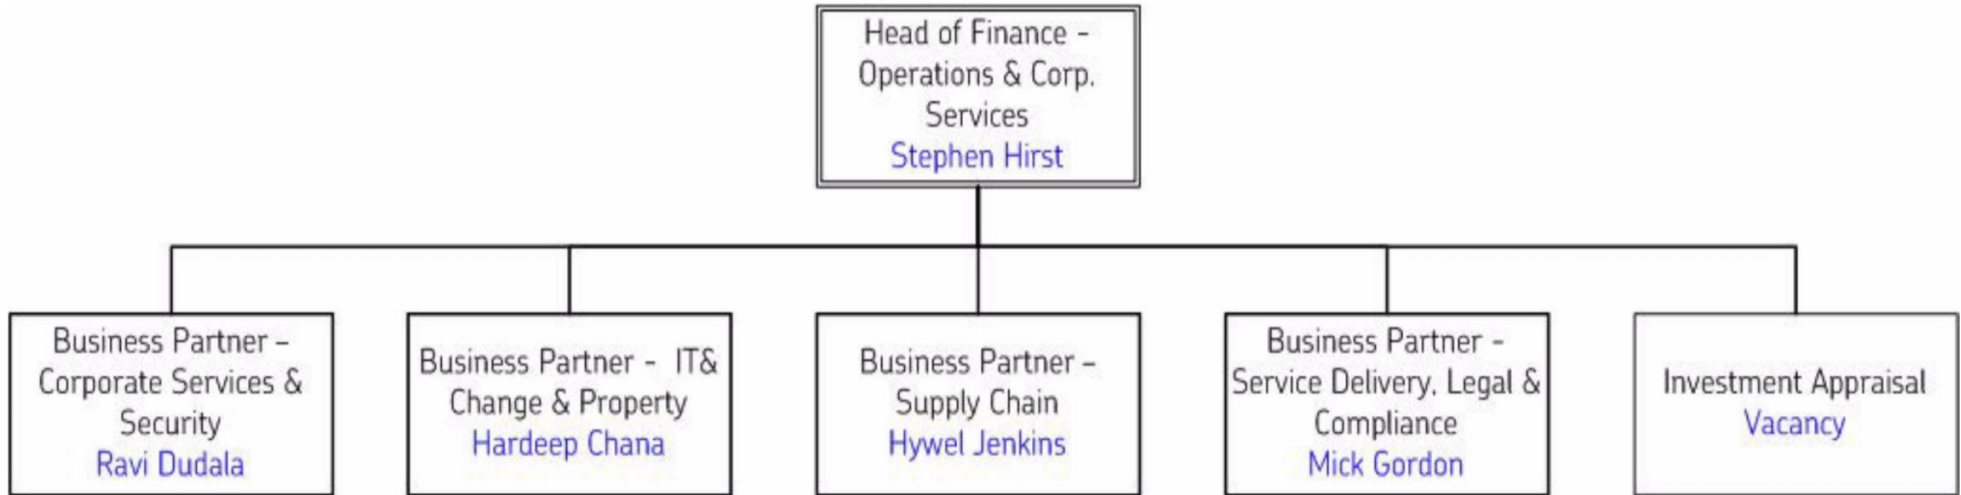 Head of Finance -
Operations & Corp.
Services
Stephen Hirst
Business Partner –
Corporate Services &
Security
Ravi Dudala
Business Partner -  IT&
Change & Property
Hardeep Chana
Business Partner –
Supply Chain
Hywel Jenkins
Business Partner -
Service Delivery, Legal &
Compliance
Mick Gordon
Investment Appraisal
Vacancy